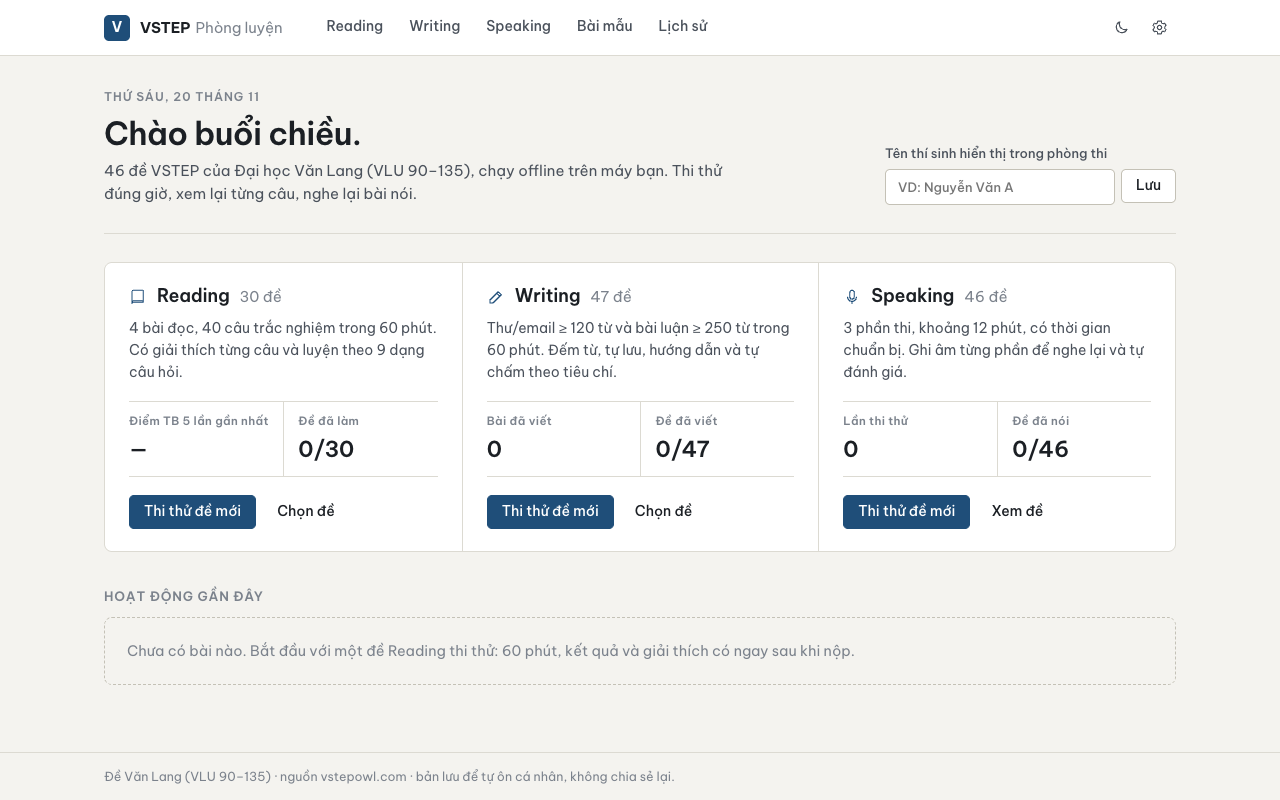 V VSTEP Phòng luyện Reading Writing Speaking Bài mẫu Lịch sử
THỨ SÁU, 20 THÁNG 11
Chào buổi chiều.
46 đề VSTEP của Đại học Văn Lang (VLU 90–135), chạy offline trên máy bạn. Thi thử
đúng giờ, xem lại từng câu, nghe lại bài nói.
Tên thí sinh hiển thị trong phòng thi
VD: Nguyễn Văn A Lưu
Reading 30 đề
4 bài đọc, 40 câu trắc nghiệm trong 60 phút.
Có giải thích từng câu và luyện theo 9 dạng
câu hỏi.
Điểm TB 5 lần gần nhất Đề đã làm
– 0/30
Thi thử đề mới Chọn đề
Writing 47 đề
Thư/email ≥ 120 từ và bài luận ≥ 250 từ trong
60 phút. Đếm từ, tự lưu, hướng dẫn và tự
chấm theo tiêu chí.
Bài đã viết Đề đã viết
0 0/47
Thi thử đề mới Chọn đề
Speaking 46 đề
3 phần thi, khoảng 12 phút, có thời gian
chuẩn bị. Ghi âm từng phần để nghe lại và tự
đánh giá.
Lần thi thử Đề đã nói
0 0/46
Thi thử đề mới Xem đề
HOẠT ĐỘNG GẦN ĐÂY
Chưa có bài nào. Bắt đầu với một đề Reading thi thử: 60 phút, kết quả và giải thích có ngay sau khi nộp.
Đề Văn Lang (VLU 90–135) · nguồn vstepowl.com · bản lưu để tự ôn cá nhân, không chia sẻ lại.